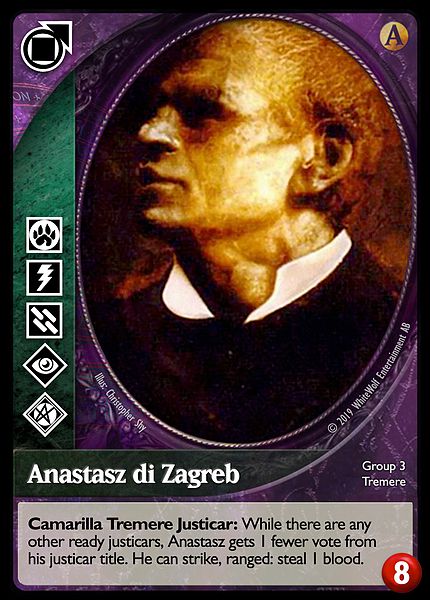 A
Illus: Christopher Shy
© 2019 WhiteWolf Entertainment AB
Anastasz di Zagreb
Group 3
Tremere
Camarilla Tremere Justicar: While there are any
other ready justicars, Anastasz gets 1 fewer vote from
his justicar title. He can strike, ranged: steal 1 blood.
8